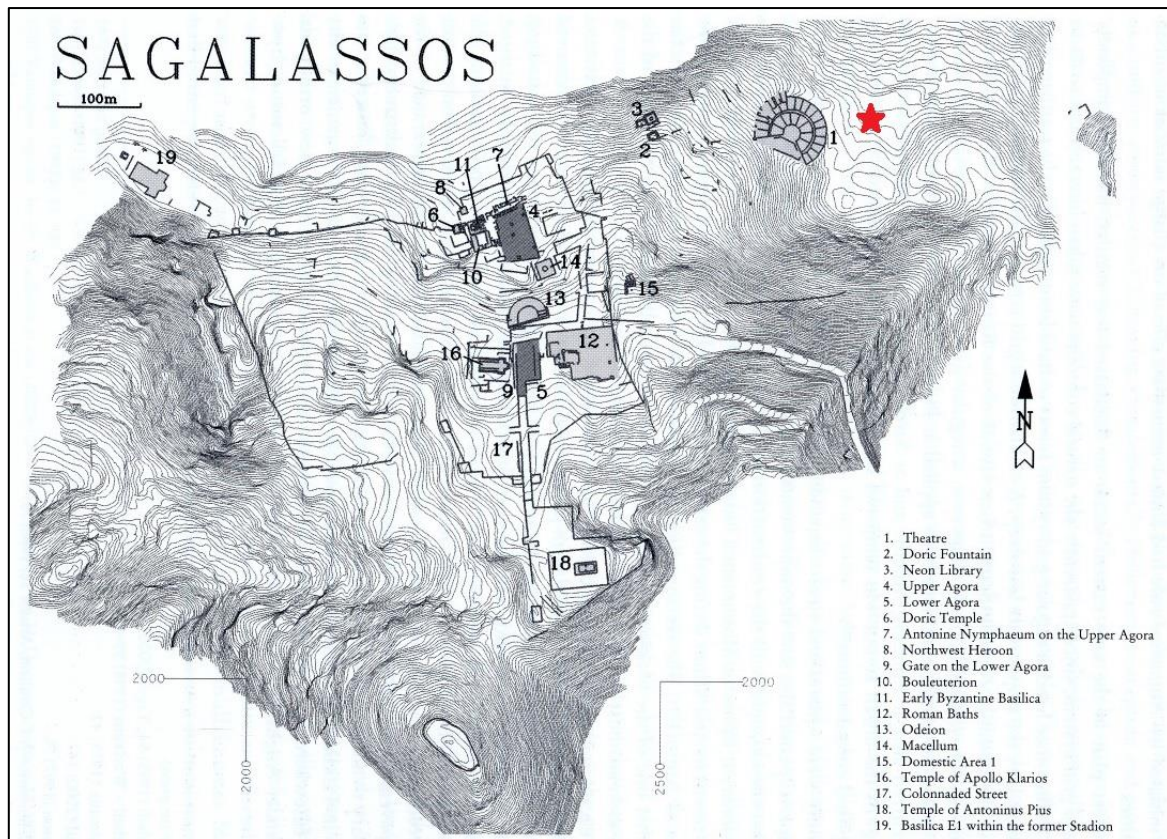 SAGALASSOS
100m
1
3
2
19
7
11
8
4
6
10
14
13
15
12
16
9
5
17
N
18
2000
2000
2000
2500
1. Theatre
2. Doric Fountain
3. Neon Library
4. Upper Agora
5. Lower Agora
6. Doric Temple
7. Antonine Nymphaeum on the Upper Agora
8. Northwest Heroon
9. Gate on the Lower Agora
10. Bouleuterion
11. Early Byzantine Basilica
12. Roman Baths
13. Odeion
14. Macellum
15. Domestic Area 1
16. Temple of Apollo Klarios
17. Colonnaded Street
18. Temple of Antoninus Pius
19. Basilica E1 within the former Stadion